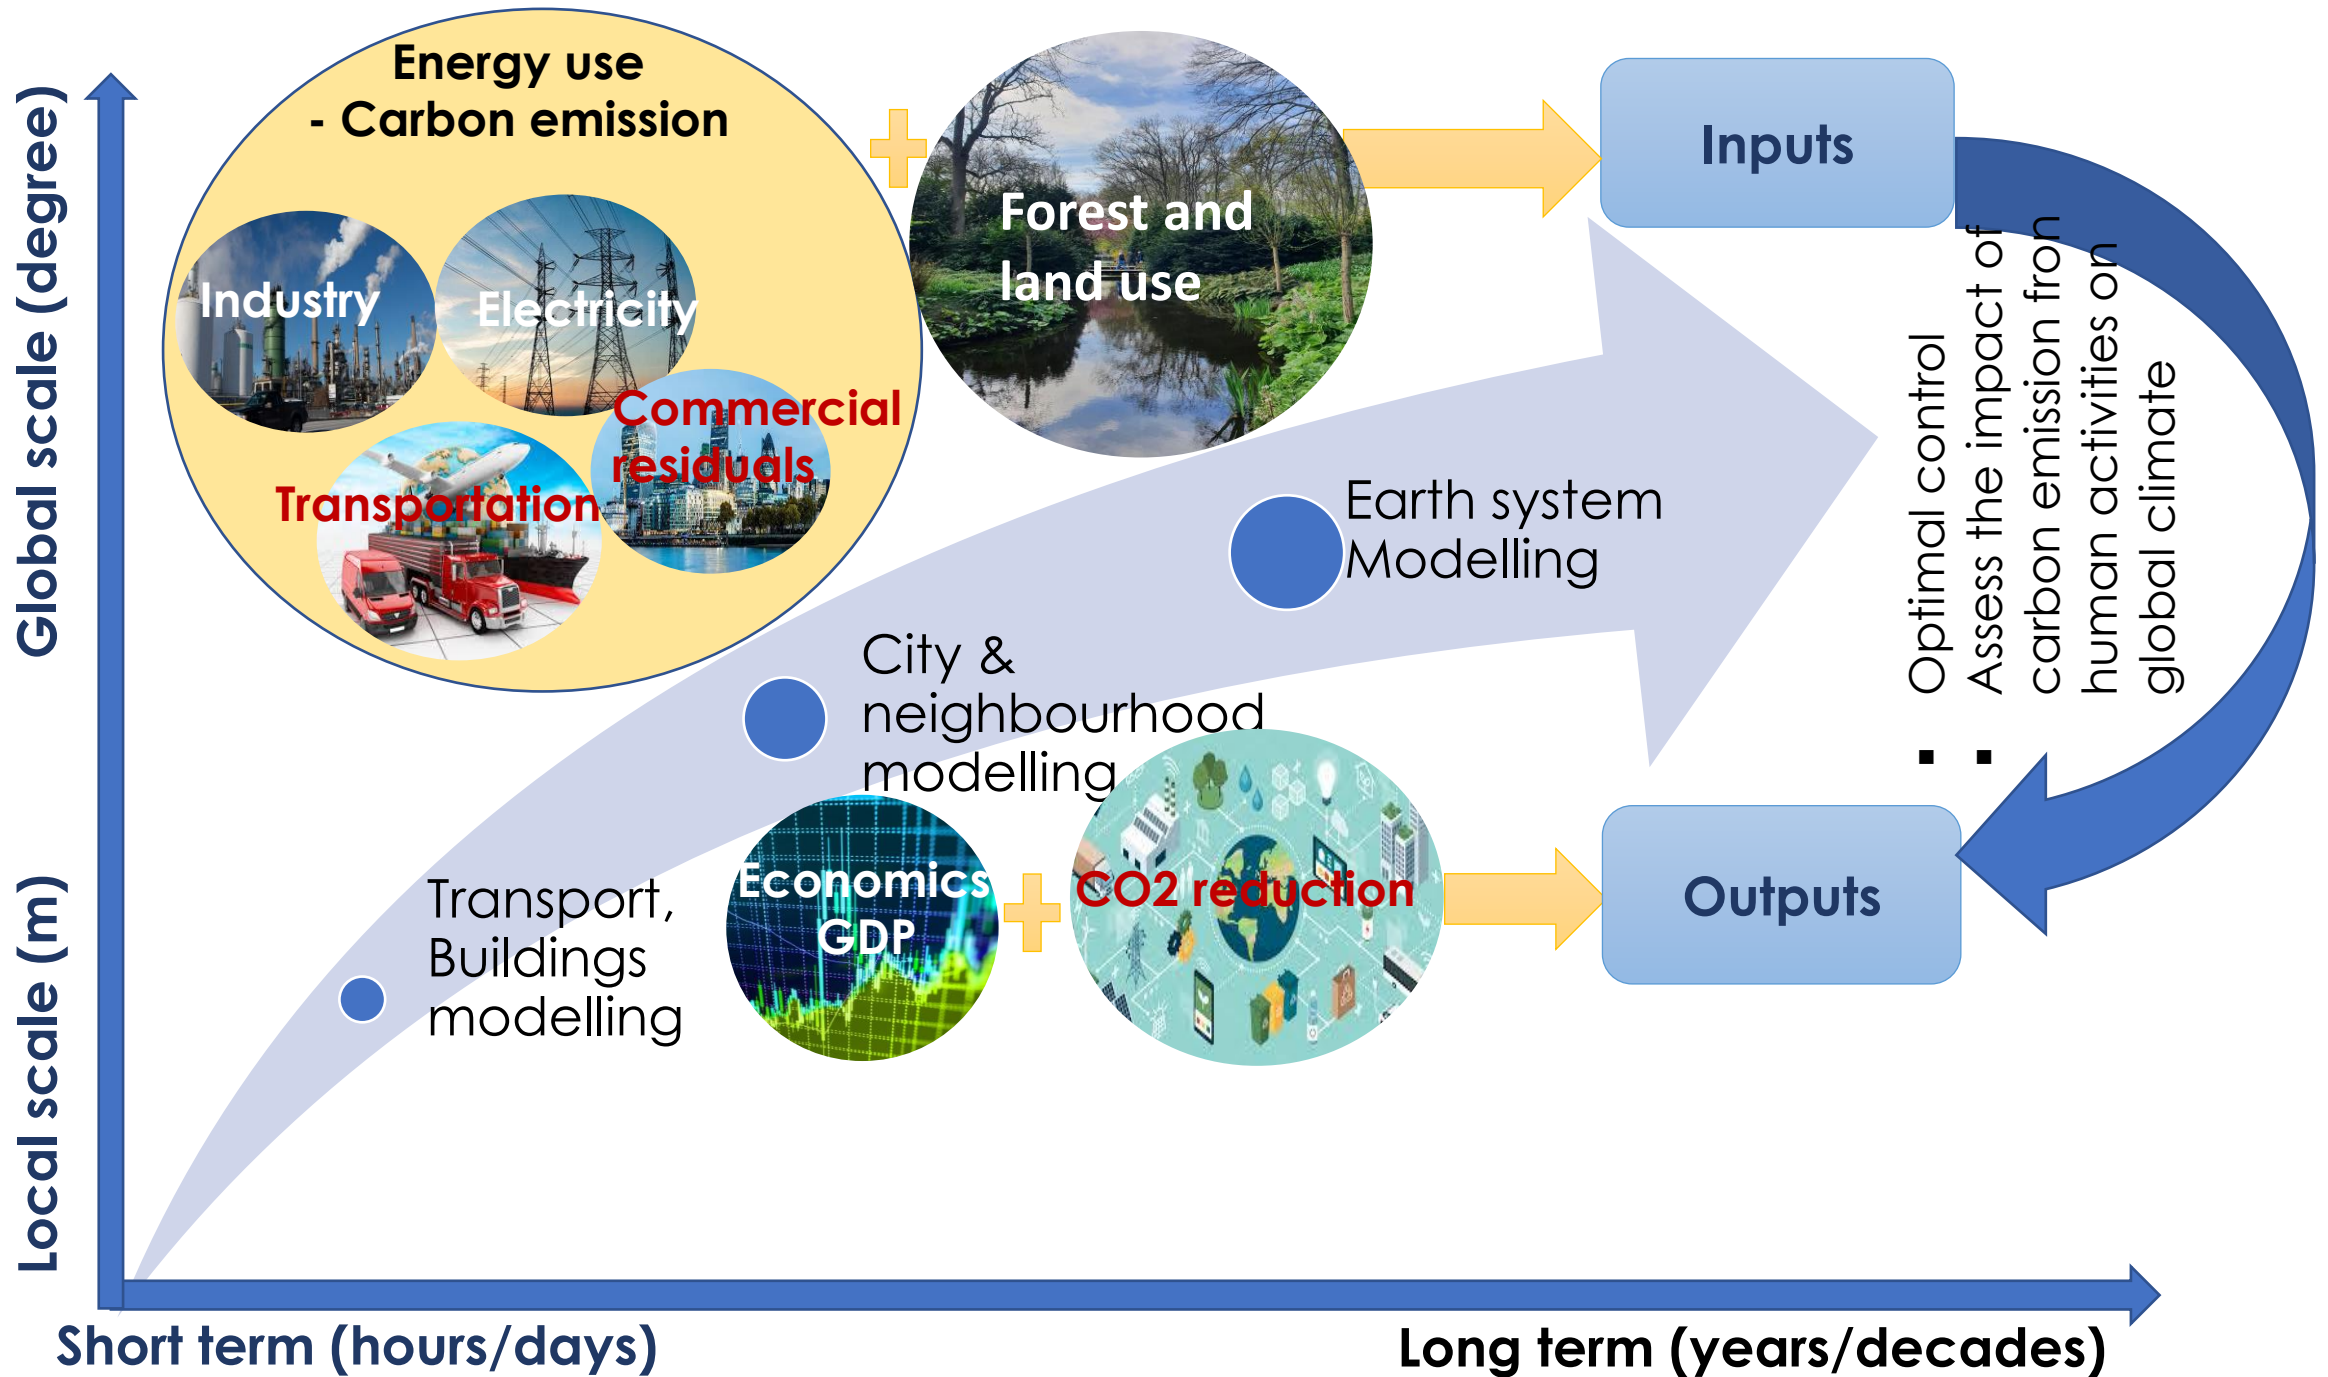 Energy use
- Carbon emission
Industry
Electricity
Commercial
residuals
Transportation
Forest and
land use
Inputs
Optimal control
Assess the impact of
carbon emission fron
human activities on
global climate
Outputs
Earth system
Modelling
City &
neighbourhood
modelling
Transport,
Buildings
modelling
Economics
GDP
CO2 reduction
Global scale (degree)
Local scale (m)
Short term (hours/days)
Long term (years/decades)